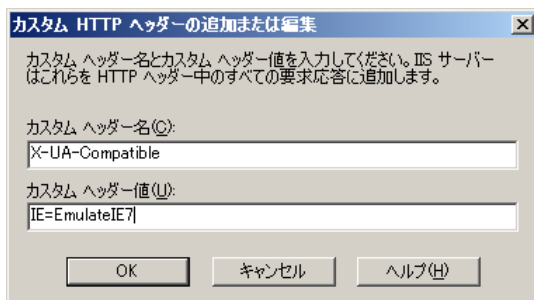 カスタム HTTP ヘッダーの追加または編集
カスタム ヘッダー名とカスタム ヘッダー値を入力してください。IIS サーバー
はこれらを HTTP ヘッダー中のすべての要求応答に追加します。
カスタム ヘッダー名(C):
X-UA-Compatible
カスタム ヘッダー値(U):
IE=EmulateIE7
OK キャンセル ヘルプ(H)